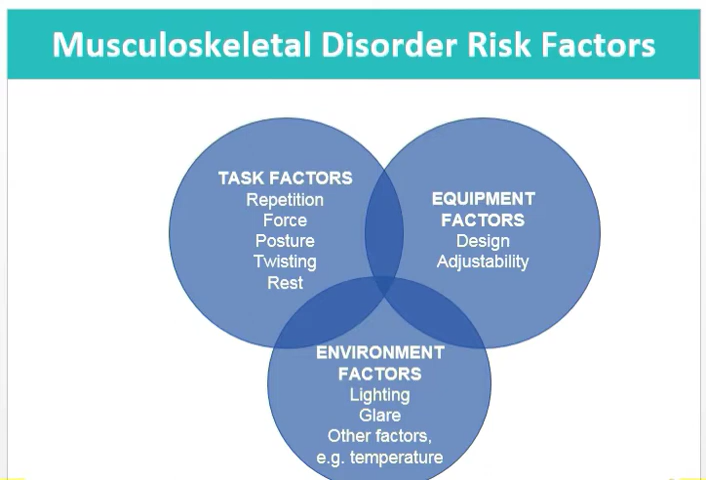 Musculoskeletal Disorder Risk Factors
TASK FACTORS
Repetition
Force
Posture
Twisting
Rest
EQUIPMENT
FACTORS
Design
Adjustability
ENVIRONMENT
FACTORS
Lighting
Glare
Other factors,
e.g. temperature